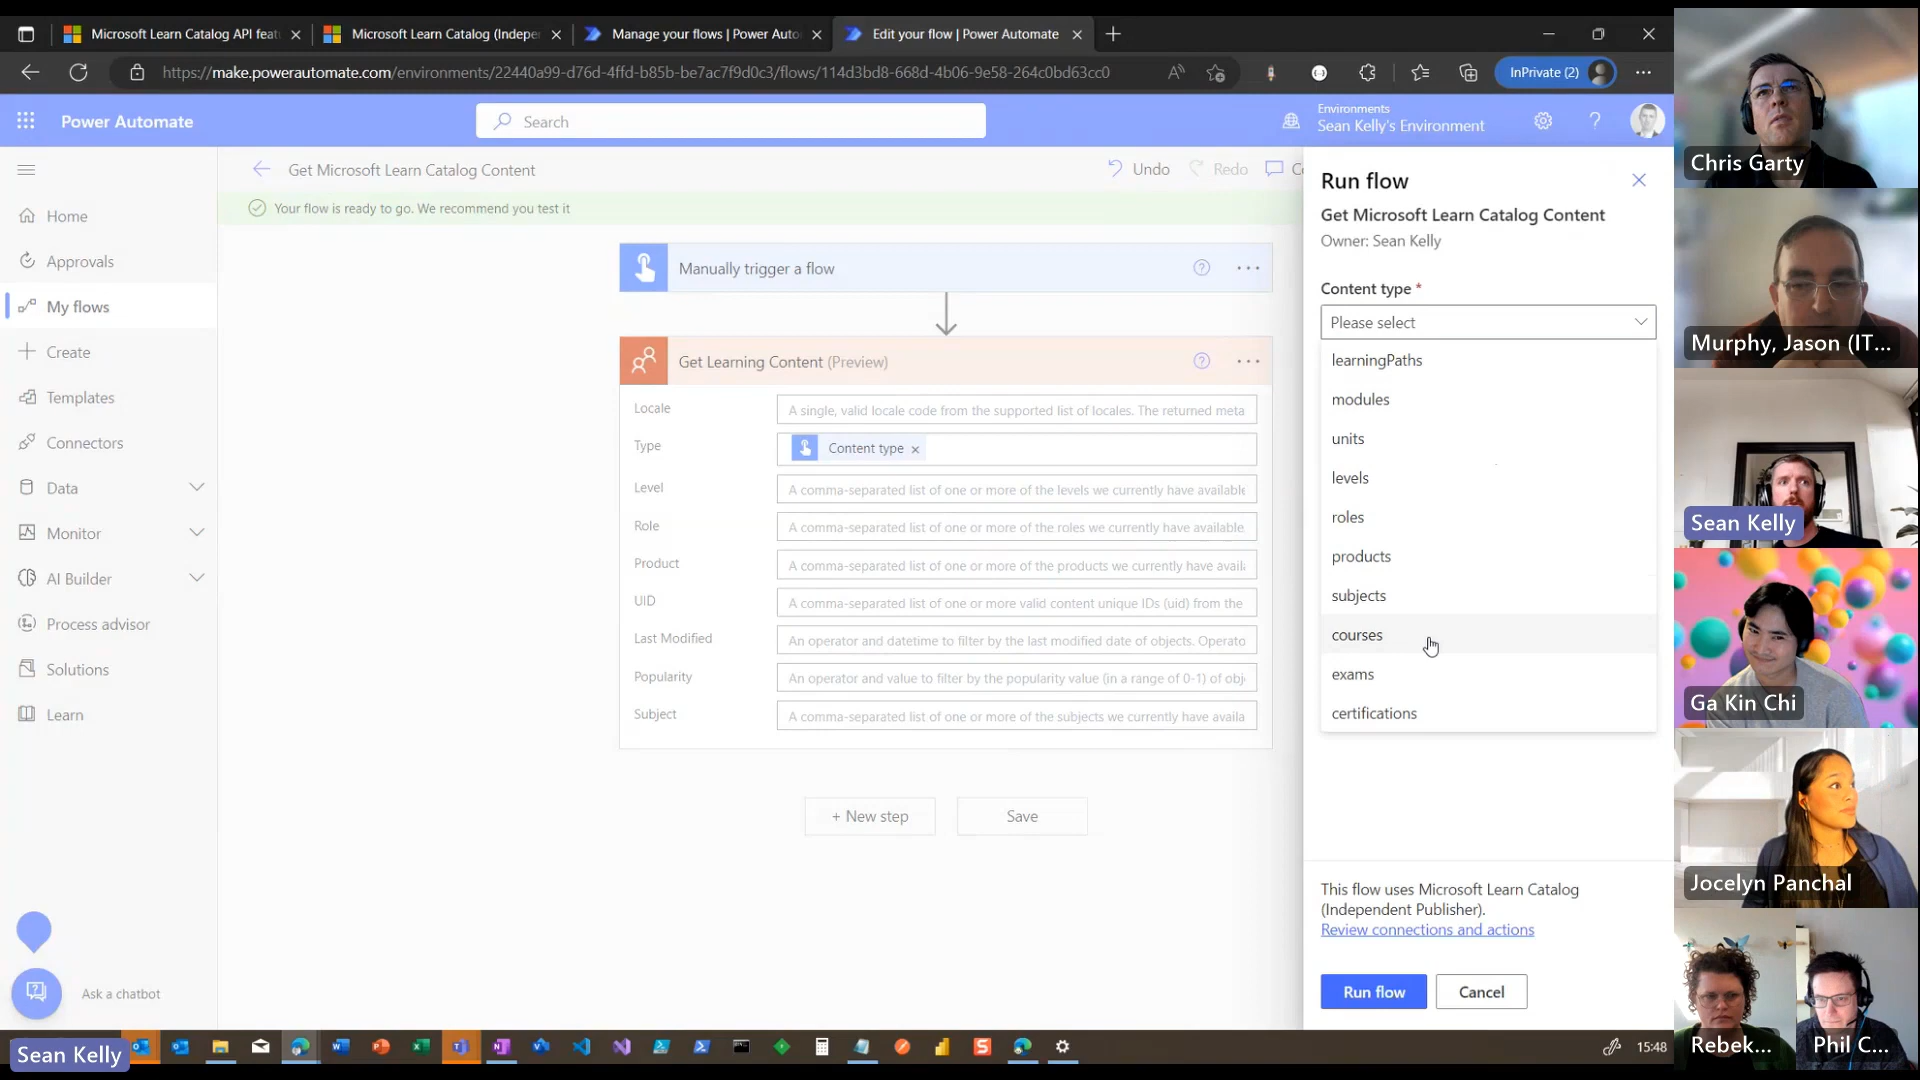 Microsoft Learn Catalog API feat
Microsoft Learn Catalog (Indepe
Manage your flows | Power Auto
Edit your flow | Power Automate
https://make.powerautomate.com/environments/22440a99-d76d-4ffd-b85b-be7ac7f9d0c3/flows/114d3bd8-668d-4b06-9e58-264c0bd63cc0
InPrivate (2)
Power Automate
Search
Environments
Sean Kelly's Environment
Home
Approvals
My flows
Create
Templates
Connectors
Data
Monitor
AI Builder
Process advisor
Solutions
Learn
Ask a chatbot
Get Microsoft Learn Catalog Content
Undo
Redo
Your flow is ready to go. We recommend you test it
Manually trigger a flow
Get Learning Content (Preview)
Locale
A single, valid locale code from the supported list of locales. The returned meta
Type
Content type
Level
A comma-separated list of one or more of the levels we currently have available
Role
A comma-separated list of one or more of the roles we currently have available
Product
A comma-separated list of one or more of the products we currently have avail
UID
A comma-separated list of one or more valid content unique IDs (uid) from the
Last Modified
An operator and datetime to filter by the last modified date of objects. Operato
Popularity
An operator and value to filter by the popularity value (in a range of 0-1) of obj
Subject
A comma-separated list of one or more of the subjects we currently have availa
+ New step
Save
Run flow
Get Microsoft Learn Catalog Content
Owner: Sean Kelly
Content type *
Please select
learningPaths
modules
units
levels
roles
products
subjects
courses
exams
certifications
This flow uses Microsoft Learn Catalog
(Independent Publisher).
Review connections and actions
Run flow
Cancel
15:48
Sean Kelly
Chris Garty
Murphy, Jason (IT...
Sean Kelly
Ga Kin Chi
Jocelyn Panchal
Rebek...
Phil C...